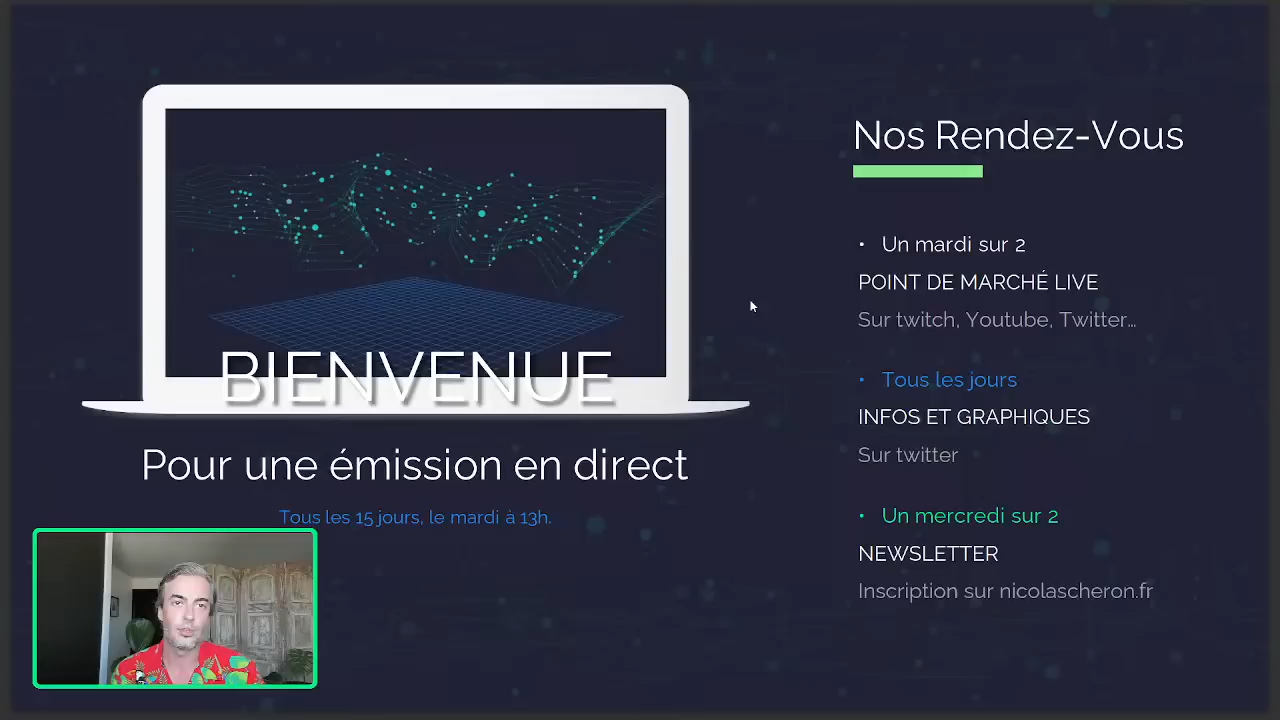 BIENVENUE
Pour une émission en direct
Tous les 15 jours, le mardi à 13h.
Nos Rendez-Vous
• Un mardi sur 2
POINT DE MARCHÉ LIVE
Sur twitch, Youtube, Twitter...
• Tous les jours
INFOS ET GRAPHIQUES
Sur twitter
• Un mercredi sur 2
NEWSLETTER
Inscription sur nicolascheron.fr